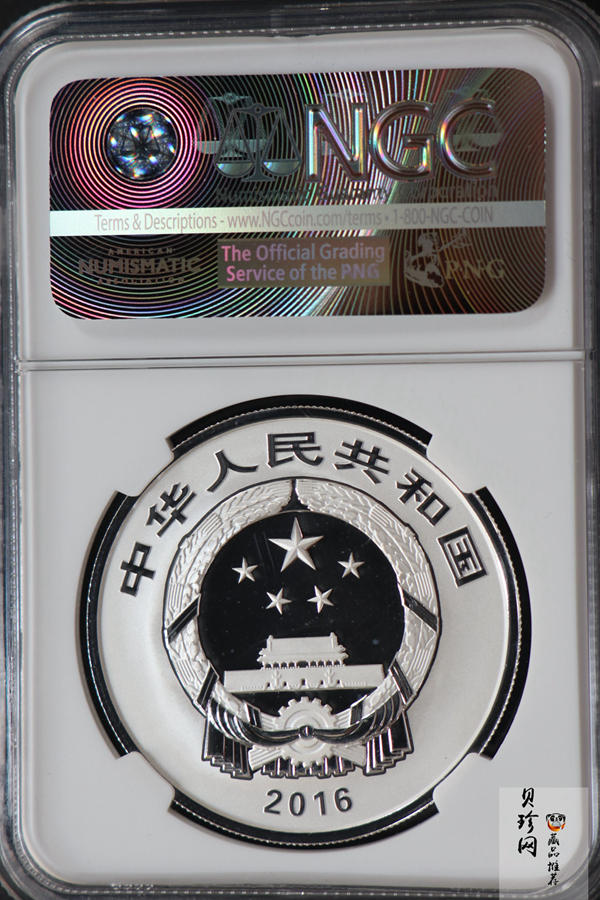 NGC
Terms & Descriptions - www.NGCcoin.com/terms • 1-800-NGC-COIN
AMERICAN
NUMISMATIC
ASSOCIATION
The Official Grading
Service of the PNG
PNG
中华人民共和国
2016
贝珍网
藏品推荐